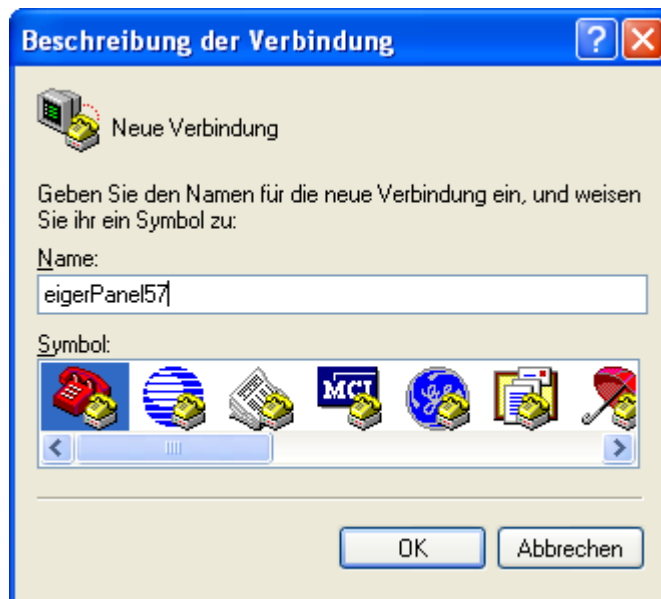 Beschreibung der Verbindung
Neue Verbindung
Geben Sie den Namen für die neue Verbindung ein, und weisen
Sie ihr ein Symbol zu:
Name:
eigerPanel57
Symbol:
MCI
OK
Abbrechen